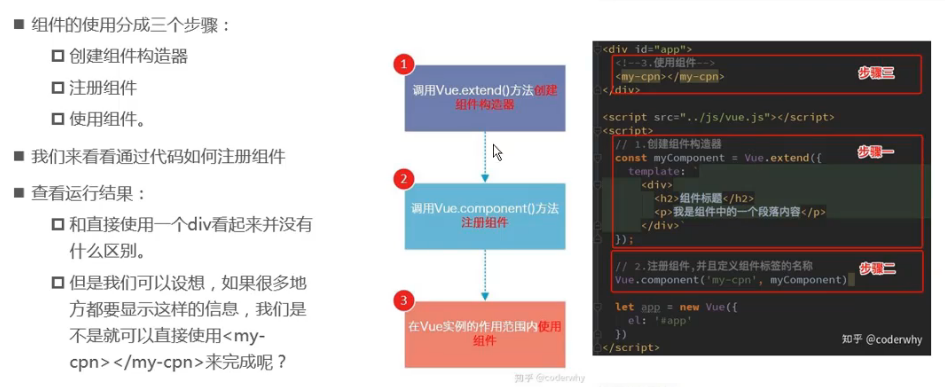 ■ 组件的使用分成三个步骤：
创建组件构造器
注册组件
使用组件。
■ 我们来看看通过代码如何注册组件
■ 查看运行结果：
和直接使用一个div看起来并没有
什么区别。
但是我们可以设想，如果很多地
方都要显示这样的信息，我们是
不是就可以直接使用<my-
cpn></my-cpn>来完成呢？
1
调用Vue.extend()方法创建
组件构造器
2
调用Vue.component()方法
注册组件
3
在Vue实例的作用范围内使用
组件
知乎 @coderwhy
<div id="app">
<!--3.使用组件-->
<my-cpn></my-cpn>
步骤三
</div>
<script src="../js/vue.js"></script>
<script>
// 1.创建组件构造器
步骤一
const myComponent = Vue.extend({
template: `
<div>
<h2>组件标题</h2>
<p>我是组件中的一个段落内容</p>
</div>`
});
// 2.注册组件,并且定义组件标签的名称
步骤二
Vue.component('my-cpn', myComponent)
let app = new Vue({
el: '#app'
})
</script>
知乎 @coderwhy